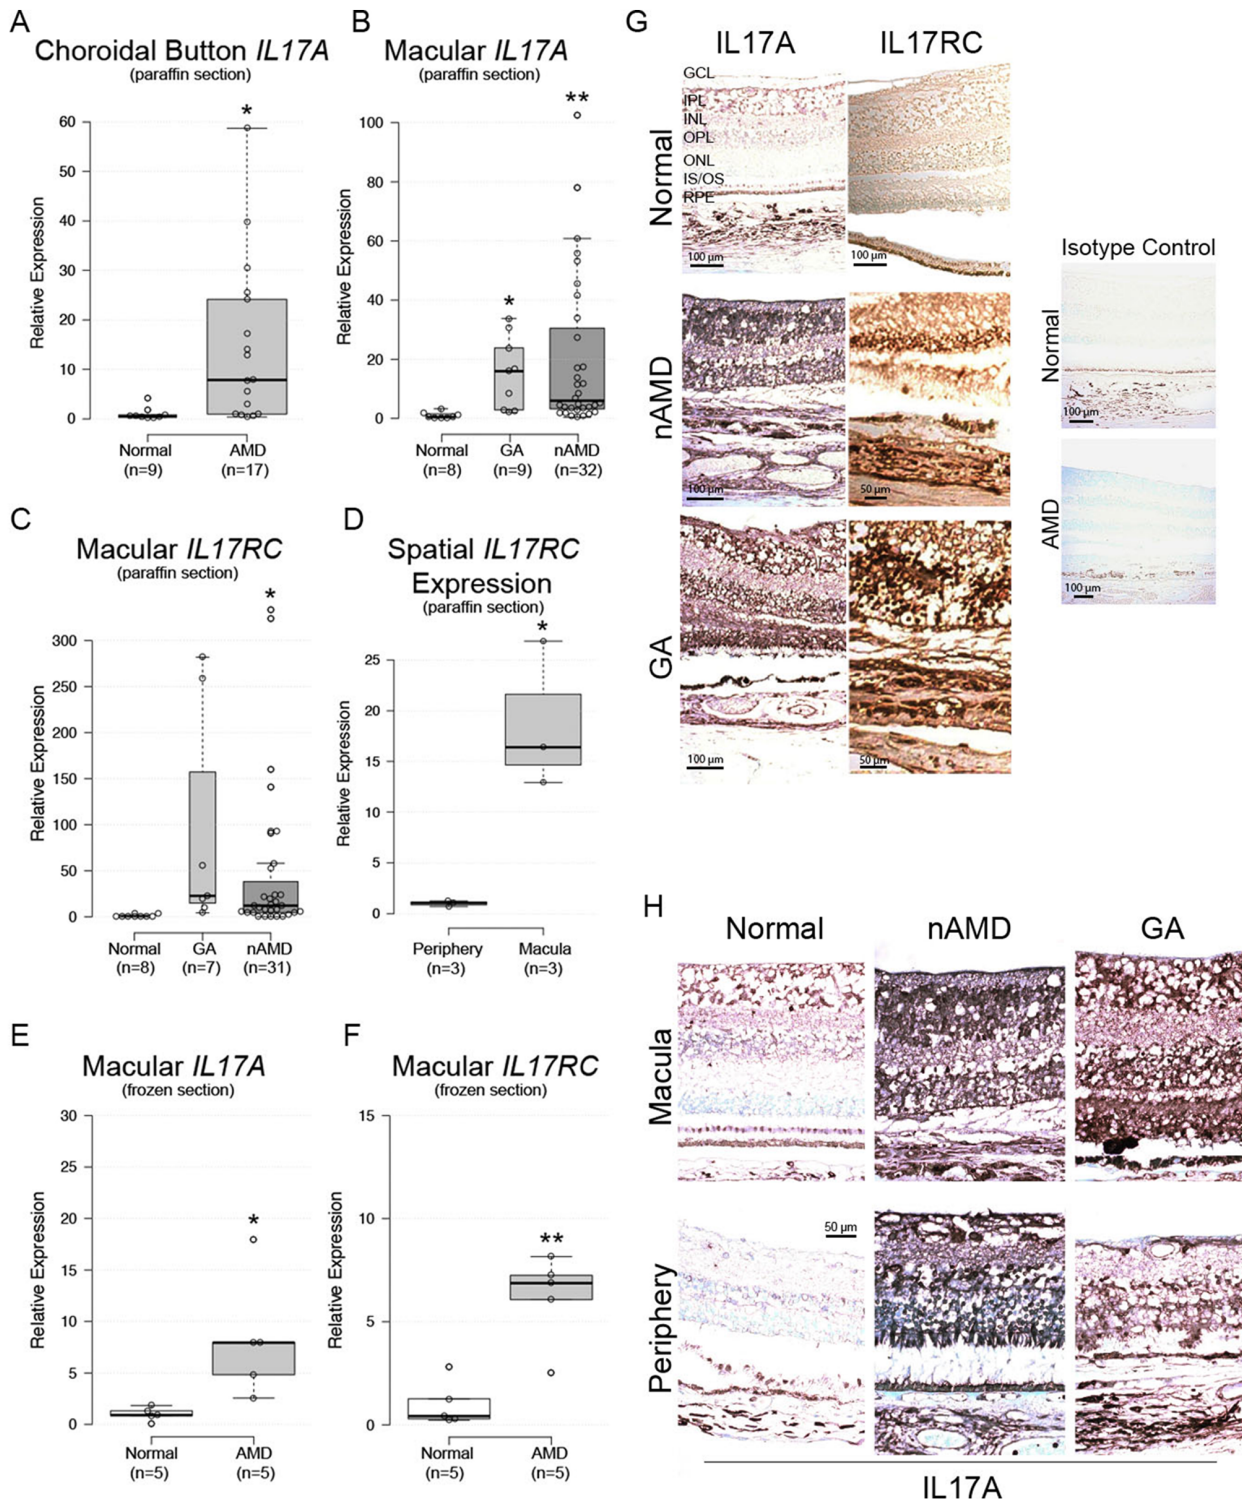 A
Choroidal Button IL17A
(paraffin section)
*
Relative Expression
60
50
40
30
20
10
0
Normal
(n=9)
AMD
(n=17)
B
Macular IL17A
(paraffin section)
**
*
Relative Expression
100
80
60
40
20
0
Normal
(n=8)
GA
(n=9)
nAMD
(n=32)
C
Macular IL17RC
(paraffin section)
*
Relative Expression
300
250
200
150
100
50
0
Normal
(n=8)
GA
(n=7)
nAMD
(n=31)
D
Spatial IL17RC
Expression
(paraffin section)
*
Relative Expression
25
20
15
10
5
0
Periphery
(n=3)
Macula
(n=3)
E
Macular IL17A
(frozen section)
*
Relative Expression
30
25
20
15
10
5
0
Normal
(n=5)
AMD
(n=5)
F
Macular IL17RC
(frozen section)
**
Relative Expression
15
10
5
0
Normal
(n=5)
AMD
(n=5)
G
IL17A
IL17RC
Normal
GCL
IPL
INL
OPL
ONL
IS/OS
RPE
100 µm
100 µm
nAMD
100 µm
50 µm
GA
100 µm
50 µm
Isotype Control
Normal
100 µm
AMD
100 µm
H
Normal
nAMD
GA
Macula
Periphery
50 µm
IL17A